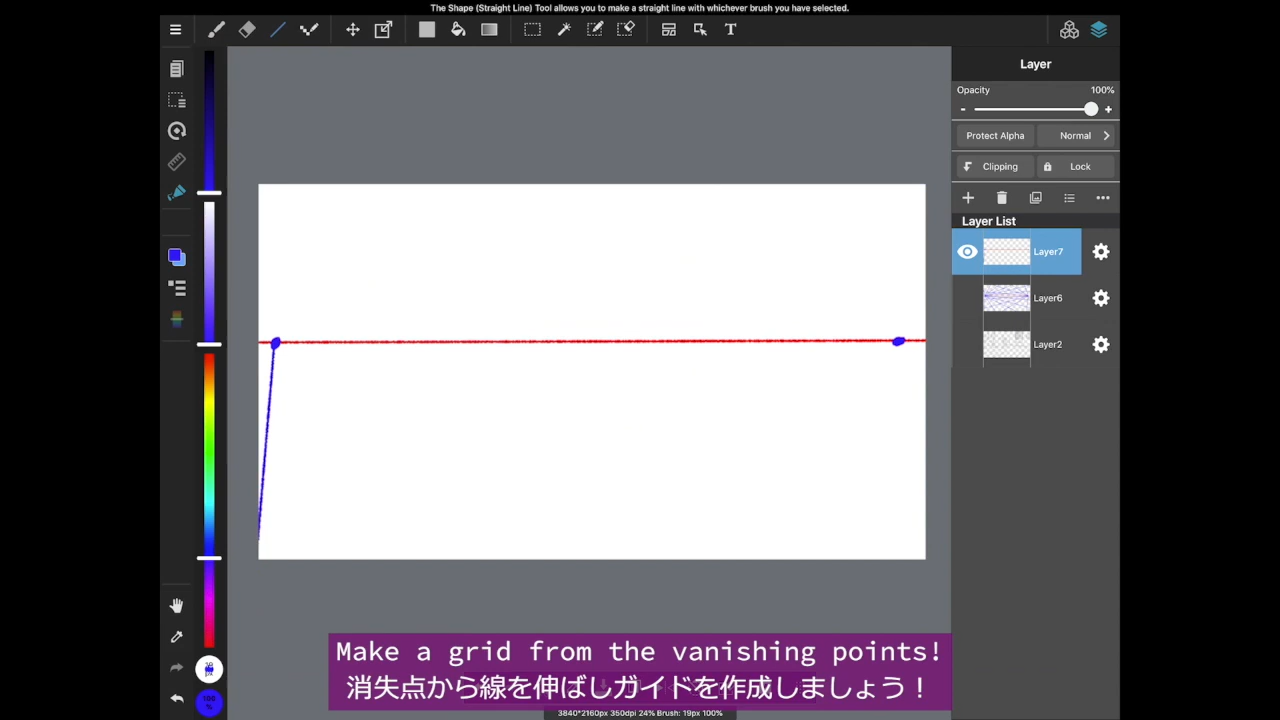 The Shape (Straight Line) Tool allows you to make a straight line with whichever brush you have selected.
T
Layer
Opacity 100%
- +
Protect Alpha Normal
Clipping Lock
Layer List
Layer7
Layer6
Layer2
100 %
Make a grid from the vanishing points!
消失点から線を伸ばしガイドを作成しましょう！
3840*2160px 350dpi 24% Brush: 19px 100%